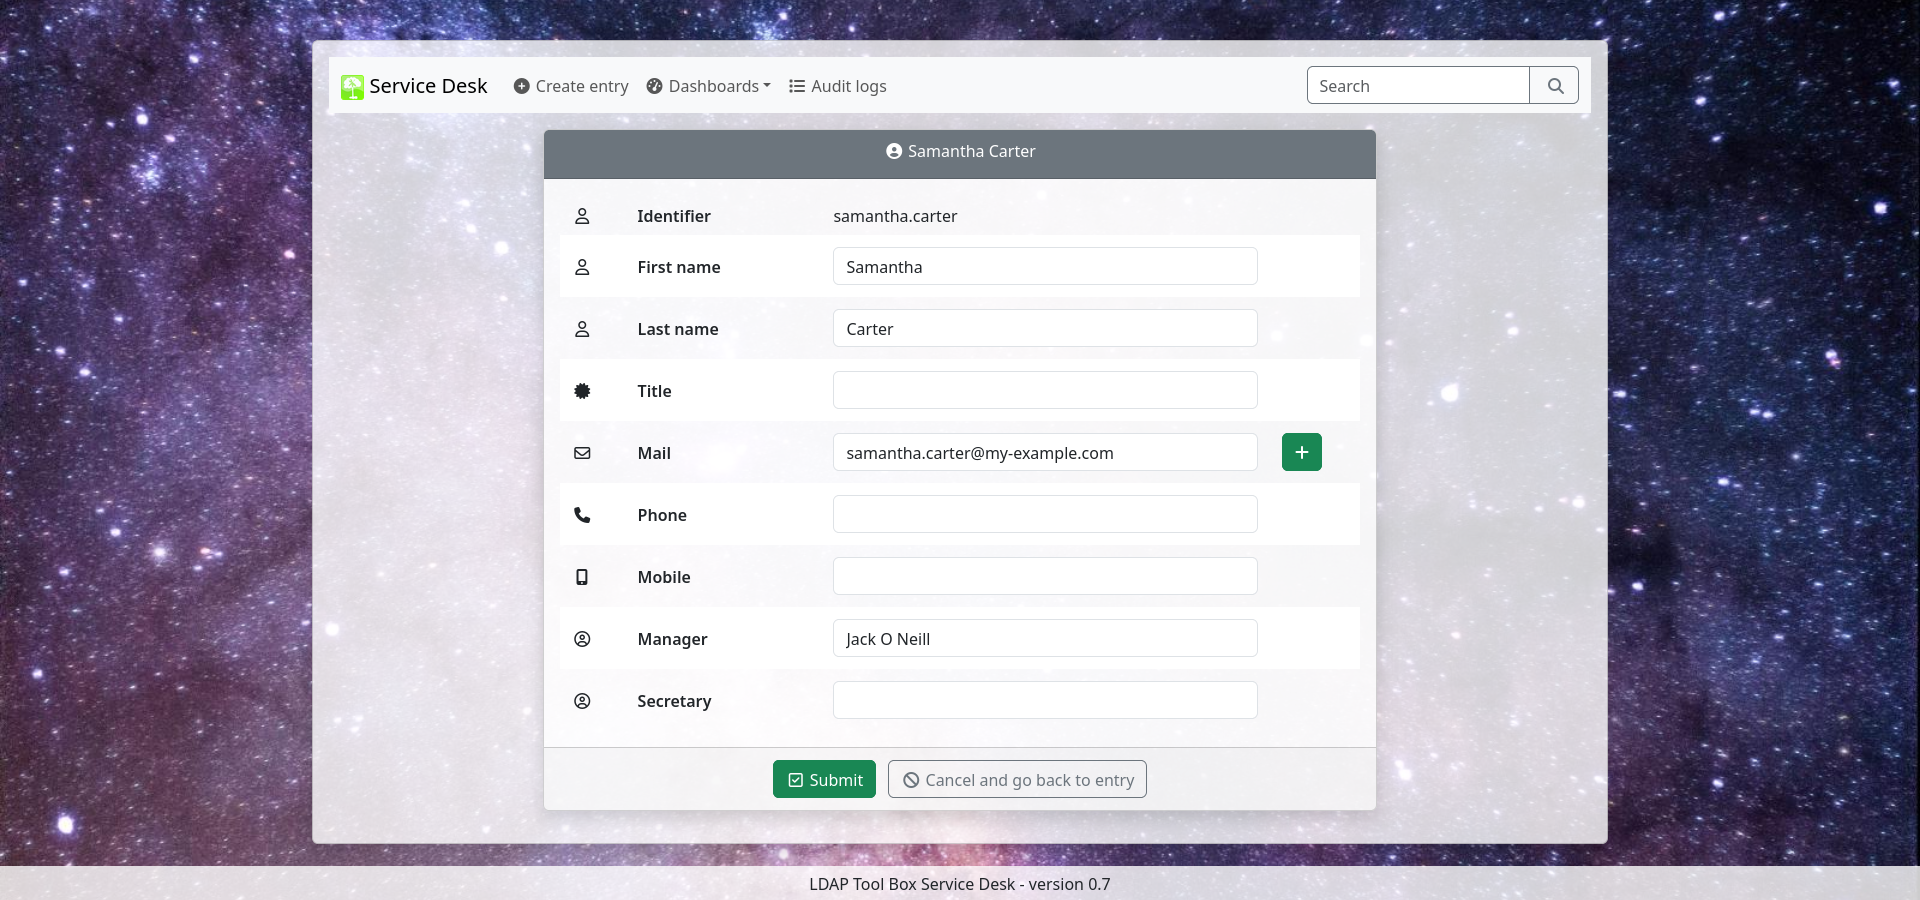 Service Desk Create entry Dashboards Audit logs Search
Samantha Carter
Identifier samantha.carter
First name Samantha
Last name Carter
Title
Mail samantha.carter@my-example.com
Phone
Mobile
Manager Jack O Neill
Secretary
Submit Cancel and go back to entry
LDAP Tool Box Service Desk - version 0.7